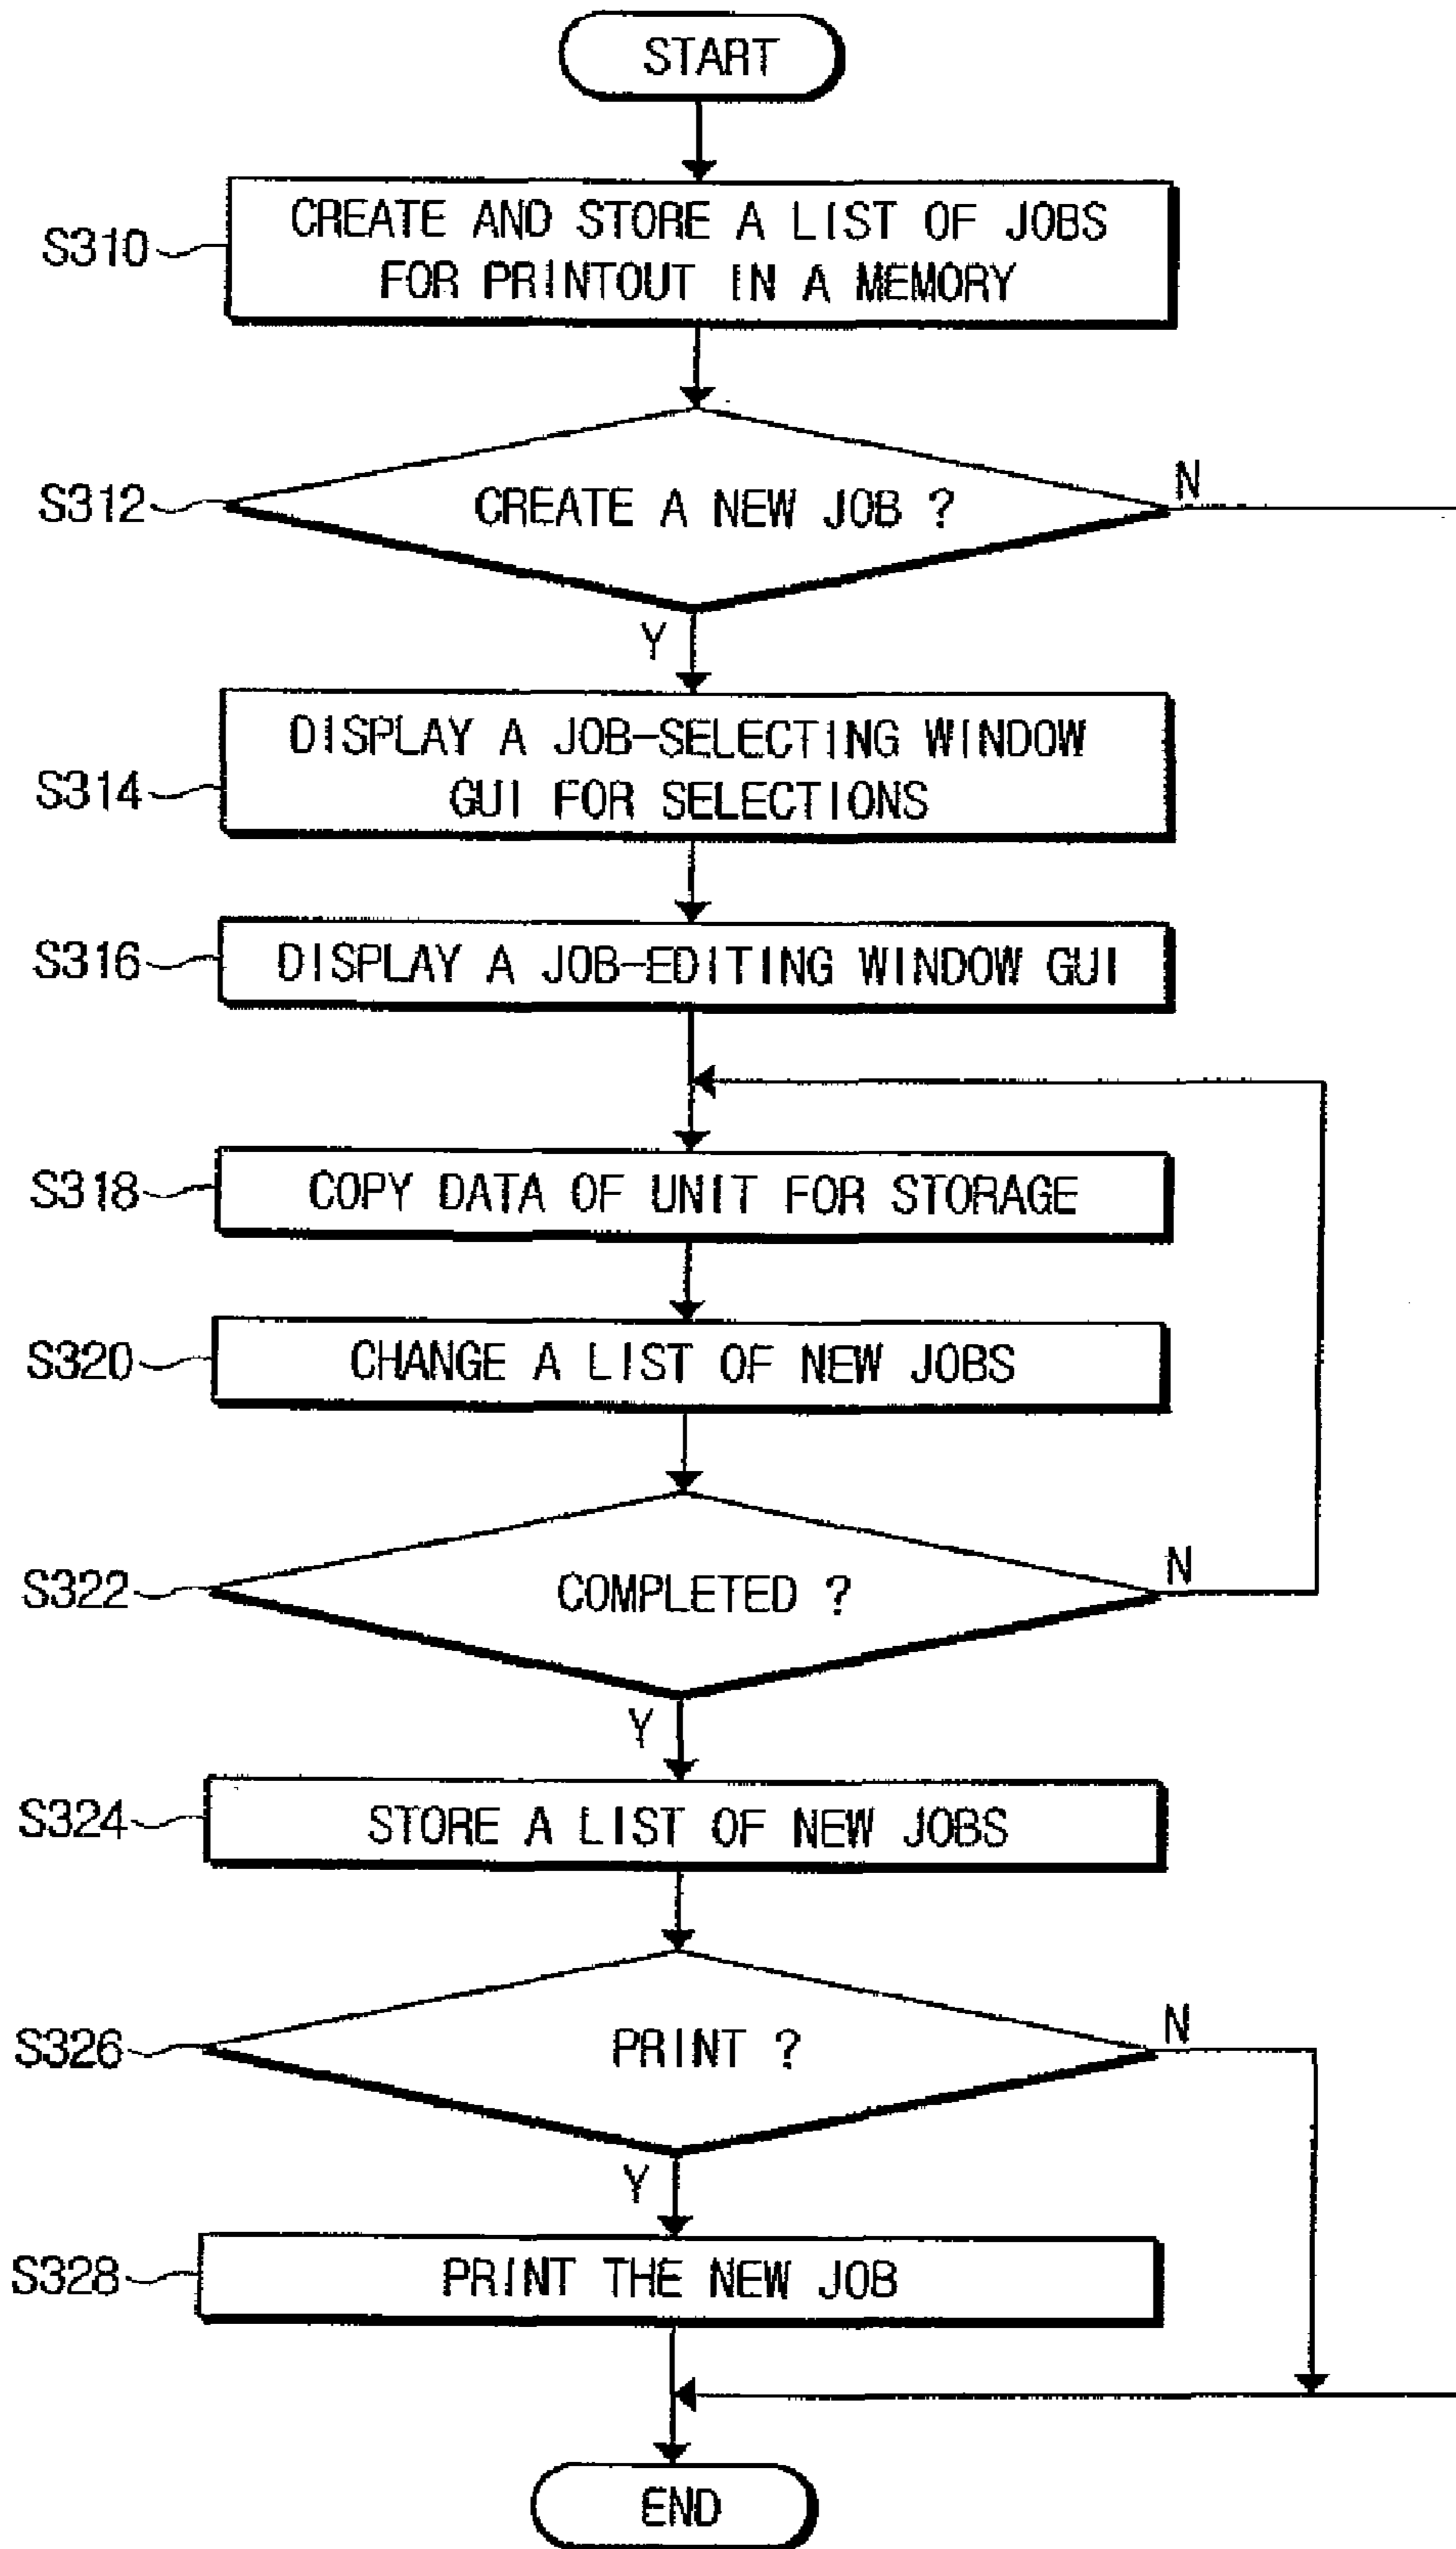 START
CREATE AND STORE A LIST OF JOBS
FOR PRINTOUT IN A MEMORY
S310
CREATE A NEW JOB ?
S312
N
Y
DISPLAY A JOB-SELECTING WINDOW
GUI FOR SELECTIONS
S314
DISPLAY A JOB-EDITING WINDOW GUI
S316
COPY DATA OF UNIT FOR STORAGE
S318
CHANGE A LIST OF NEW JOBS
S320
COMPLETED ?
S322
N
Y
STORE A LIST OF NEW JOBS
S324
PRINT ?
S326
N
Y
PRINT THE NEW JOB
S328
END